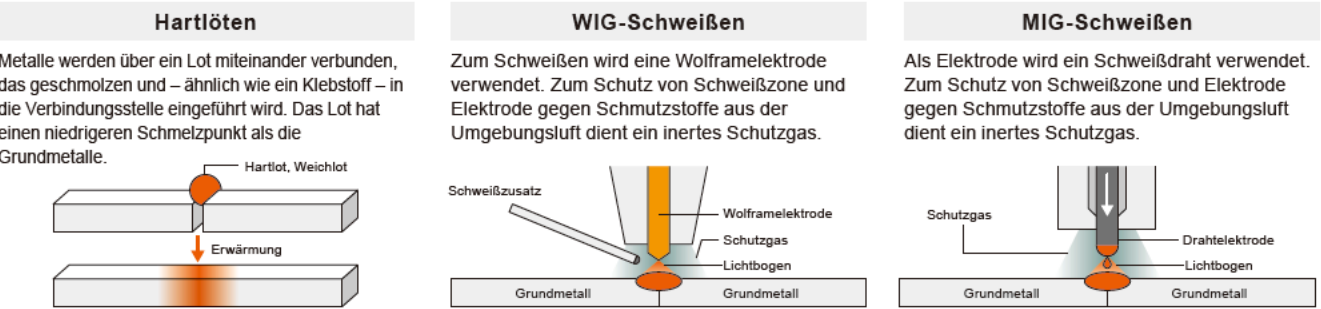 Hartlöten
Metalle werden über ein Lot miteinander verbunden,
das geschmolzen und – ähnlich wie ein Klebstoff – in
die Verbindungsstelle eingeführt wird. Das Lot hat
einen niedrigeren Schmelzpunkt als die
Grundmetalle.
Hartlot, Weichlot
Erwärmung
WIG-Schweißen
Zum Schweißen wird eine Wolframelektrode
verwendet. Zum Schutz von Schweißzone und
Elektrode gegen Schmutzstoffe aus der
Umgebungsluft dient ein inertes Schutzgas.
Schweißzusatz
Wolframelektrode
Schutzgas
Lichtbogen
Grundmetall
Grundmetall
MIG-Schweißen
Als Elektrode wird ein Schweißdraht verwendet.
Zum Schutz von Schweißzone und Elektrode
gegen Schmutzstoffe aus der Umgebungsluft
dient ein inertes Schutzgas.
Schutzgas
Drahtelektrode
Lichtbogen
Grundmetall
Grundmetall